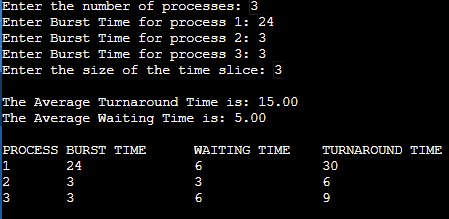 Enter the number of processes: 3
Enter Burst Time for process 1: 24
Enter Burst Time for process 2: 3
Enter Burst Time for process 3: 3
Enter the size of the time slice: 3
The Average Turnaround Time is: 15.00
The Average Waiting Time is: 5.00
PROCESS BURST TIME WAITING TIME TURNAROUND TIME
1 24 6 30
2 3 3 6
3 3 6 9